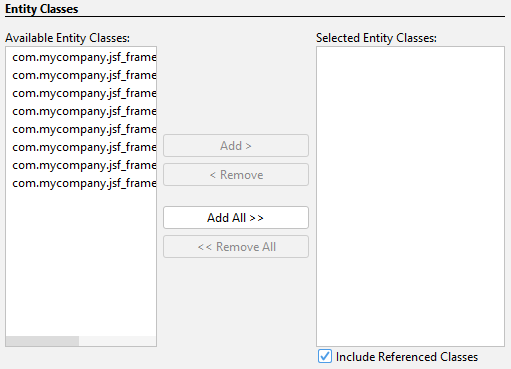 Entity Classes
Available Entity Classes:
Selected Entity Classes:
com.mycompany.jsf_frame
com.mycompany.jsf_frame
com.mycompany.jsf_frame
com.mycompany.jsf_frame
com.mycompany.jsf_frame
com.mycompany.jsf_frame
com.mycompany.jsf_frame
com.mycompany.jsf_frame
Add >
< Remove
Add All >>
<< Remove All
Include Referenced Classes